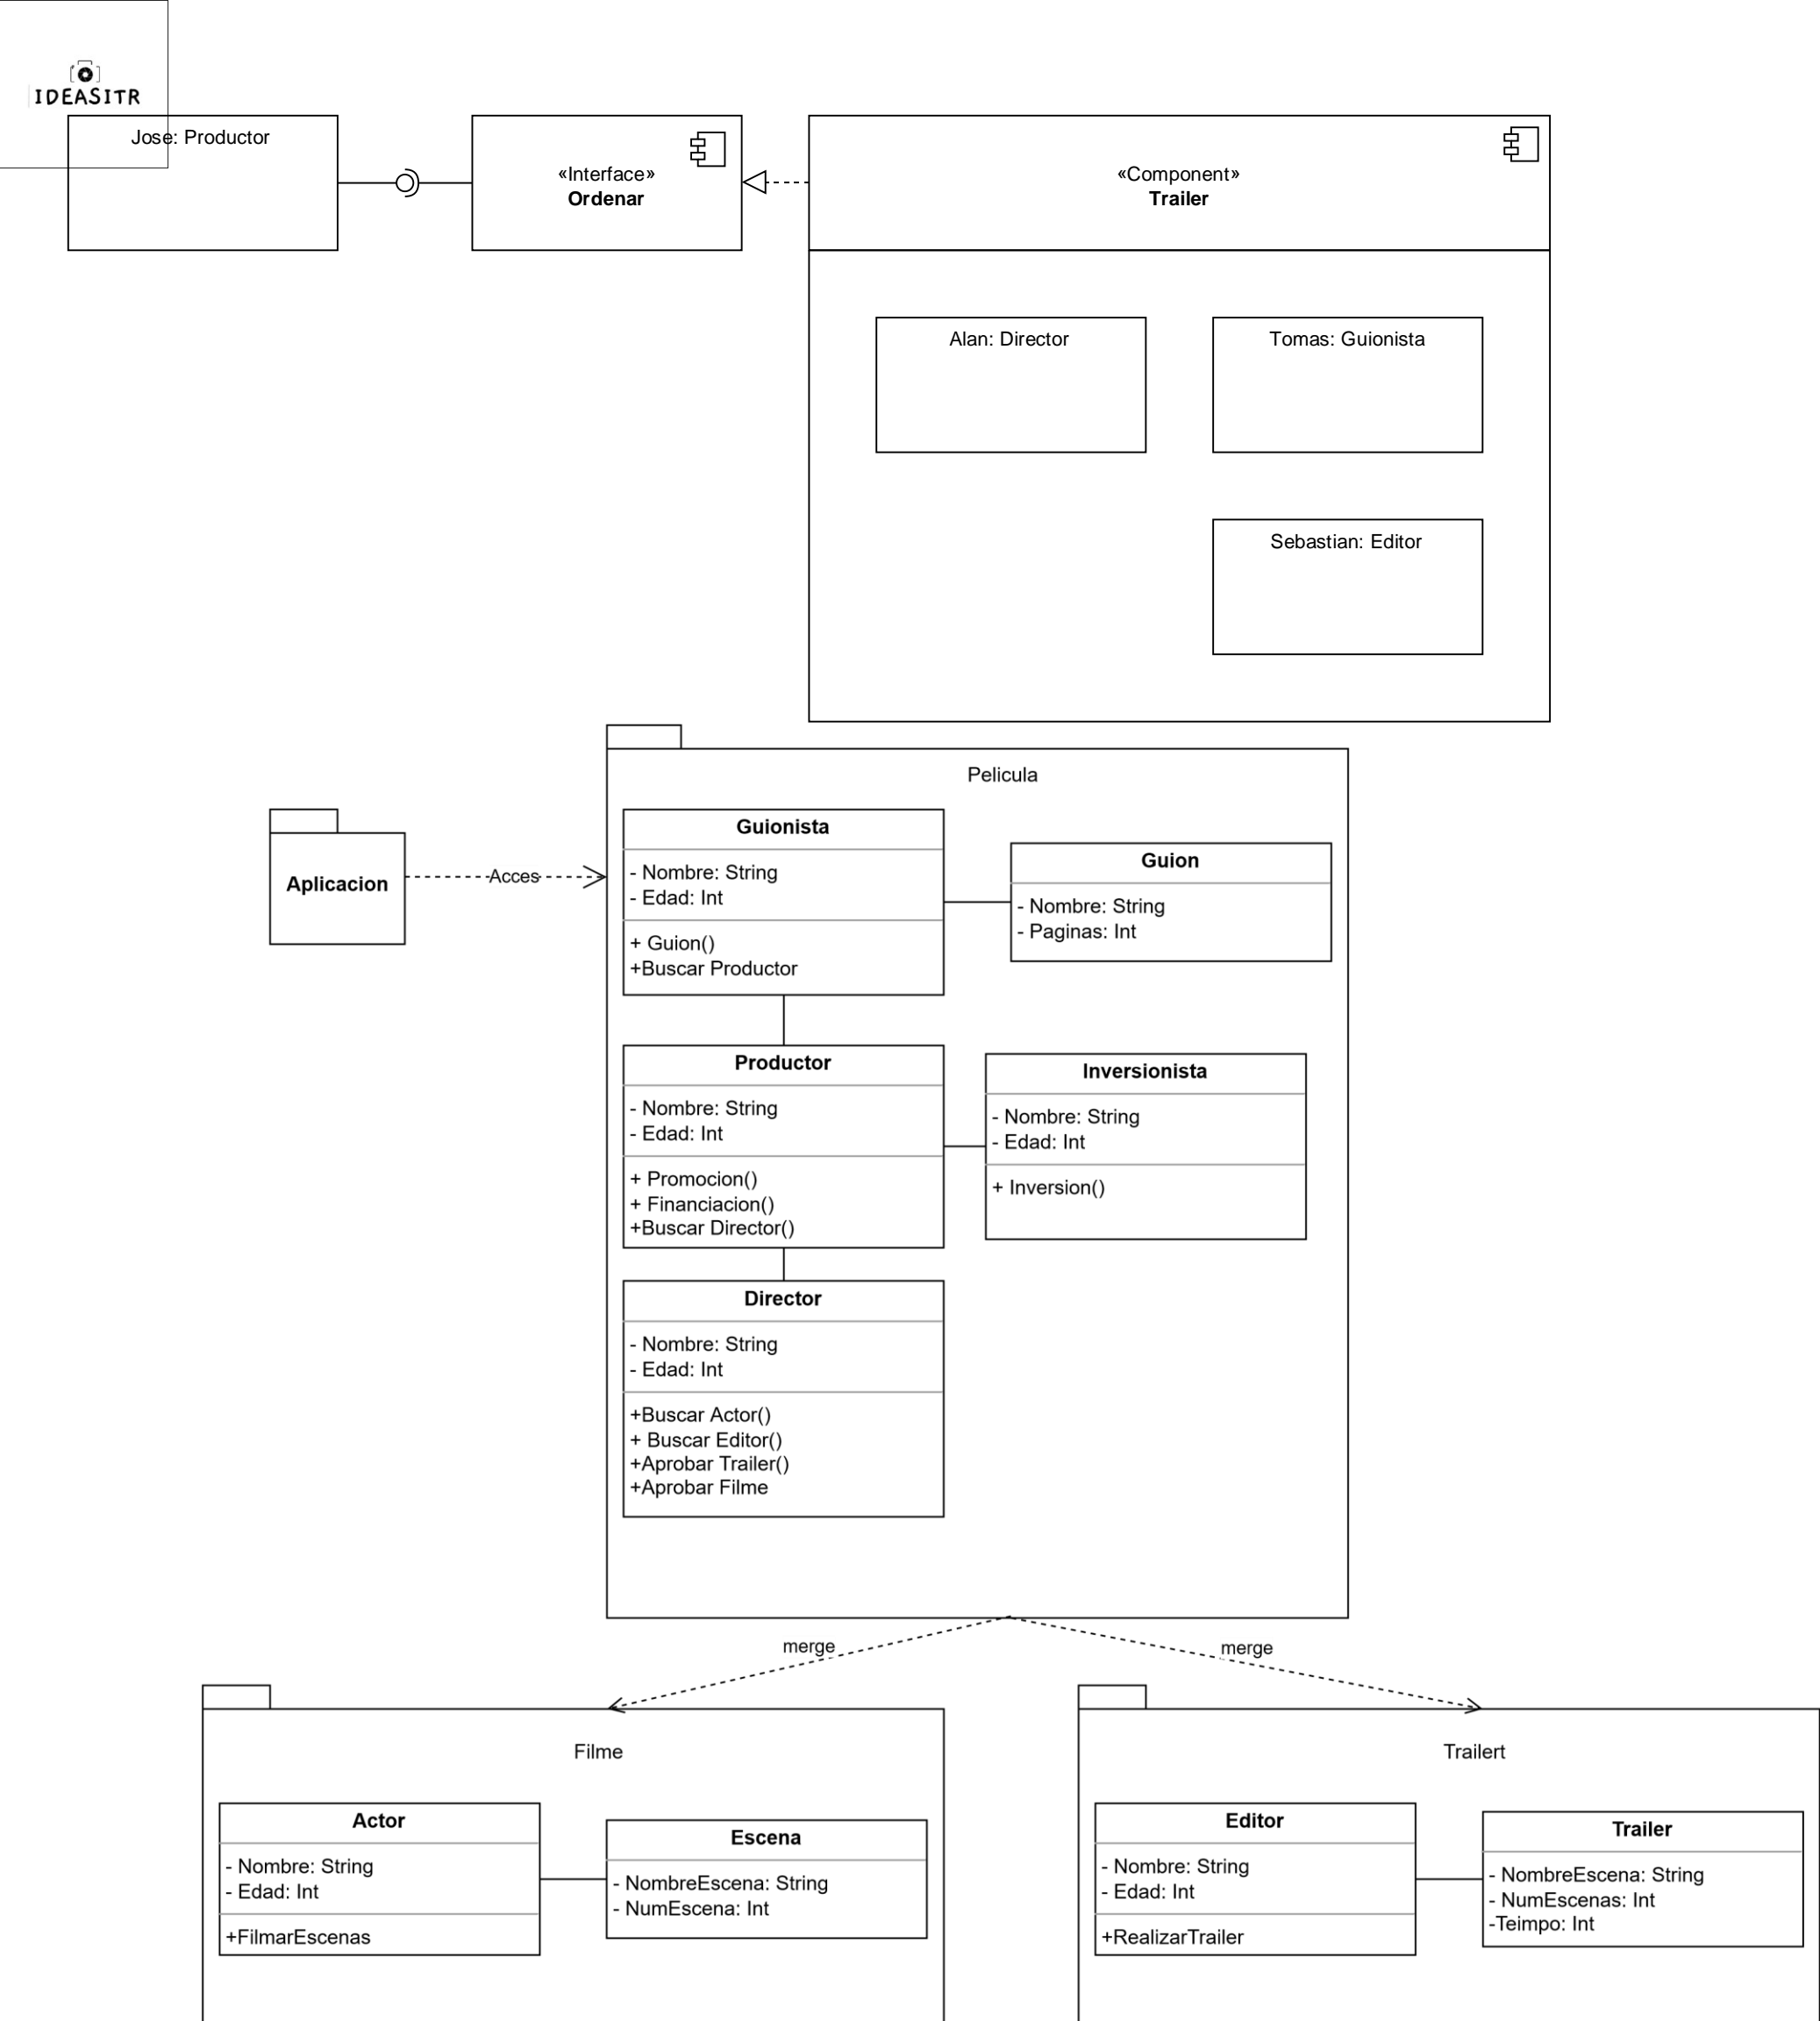 IDEASITR
Jose: Productor
«Interface»
Ordenar
«Component»
Trailer
Alan: Director
Tomas: Guionista
Sebastian: Editor
Pelicula
Aplicacion
Acces
Guionista
- Nombre: String
- Edad: Int
+ Guion()
+Buscar Productor
Guion
- Nombre: String
- Paginas: Int
Productor
- Nombre: String
- Edad: Int
+ Promocion()
+ Financiacion()
+Buscar Director()
Inversionista
- Nombre: String
- Edad: Int
+ Inversion()
Director
- Nombre: String
- Edad: Int
+Buscar Actor()
+ Buscar Editor()
+Aprobar Trailer()
+Aprobar Filme
merge
merge
Filme
Actor
- Nombre: String
- Edad: Int
+FilmarEscenas
Escena
- NombreEscena: String
- NumEscena: Int
Trailert
Editor
- Nombre: String
- Edad: Int
+RealizarTrailer
Trailer
- NombreEscena: String
- NumEscenas: Int
-Teimpo: Int